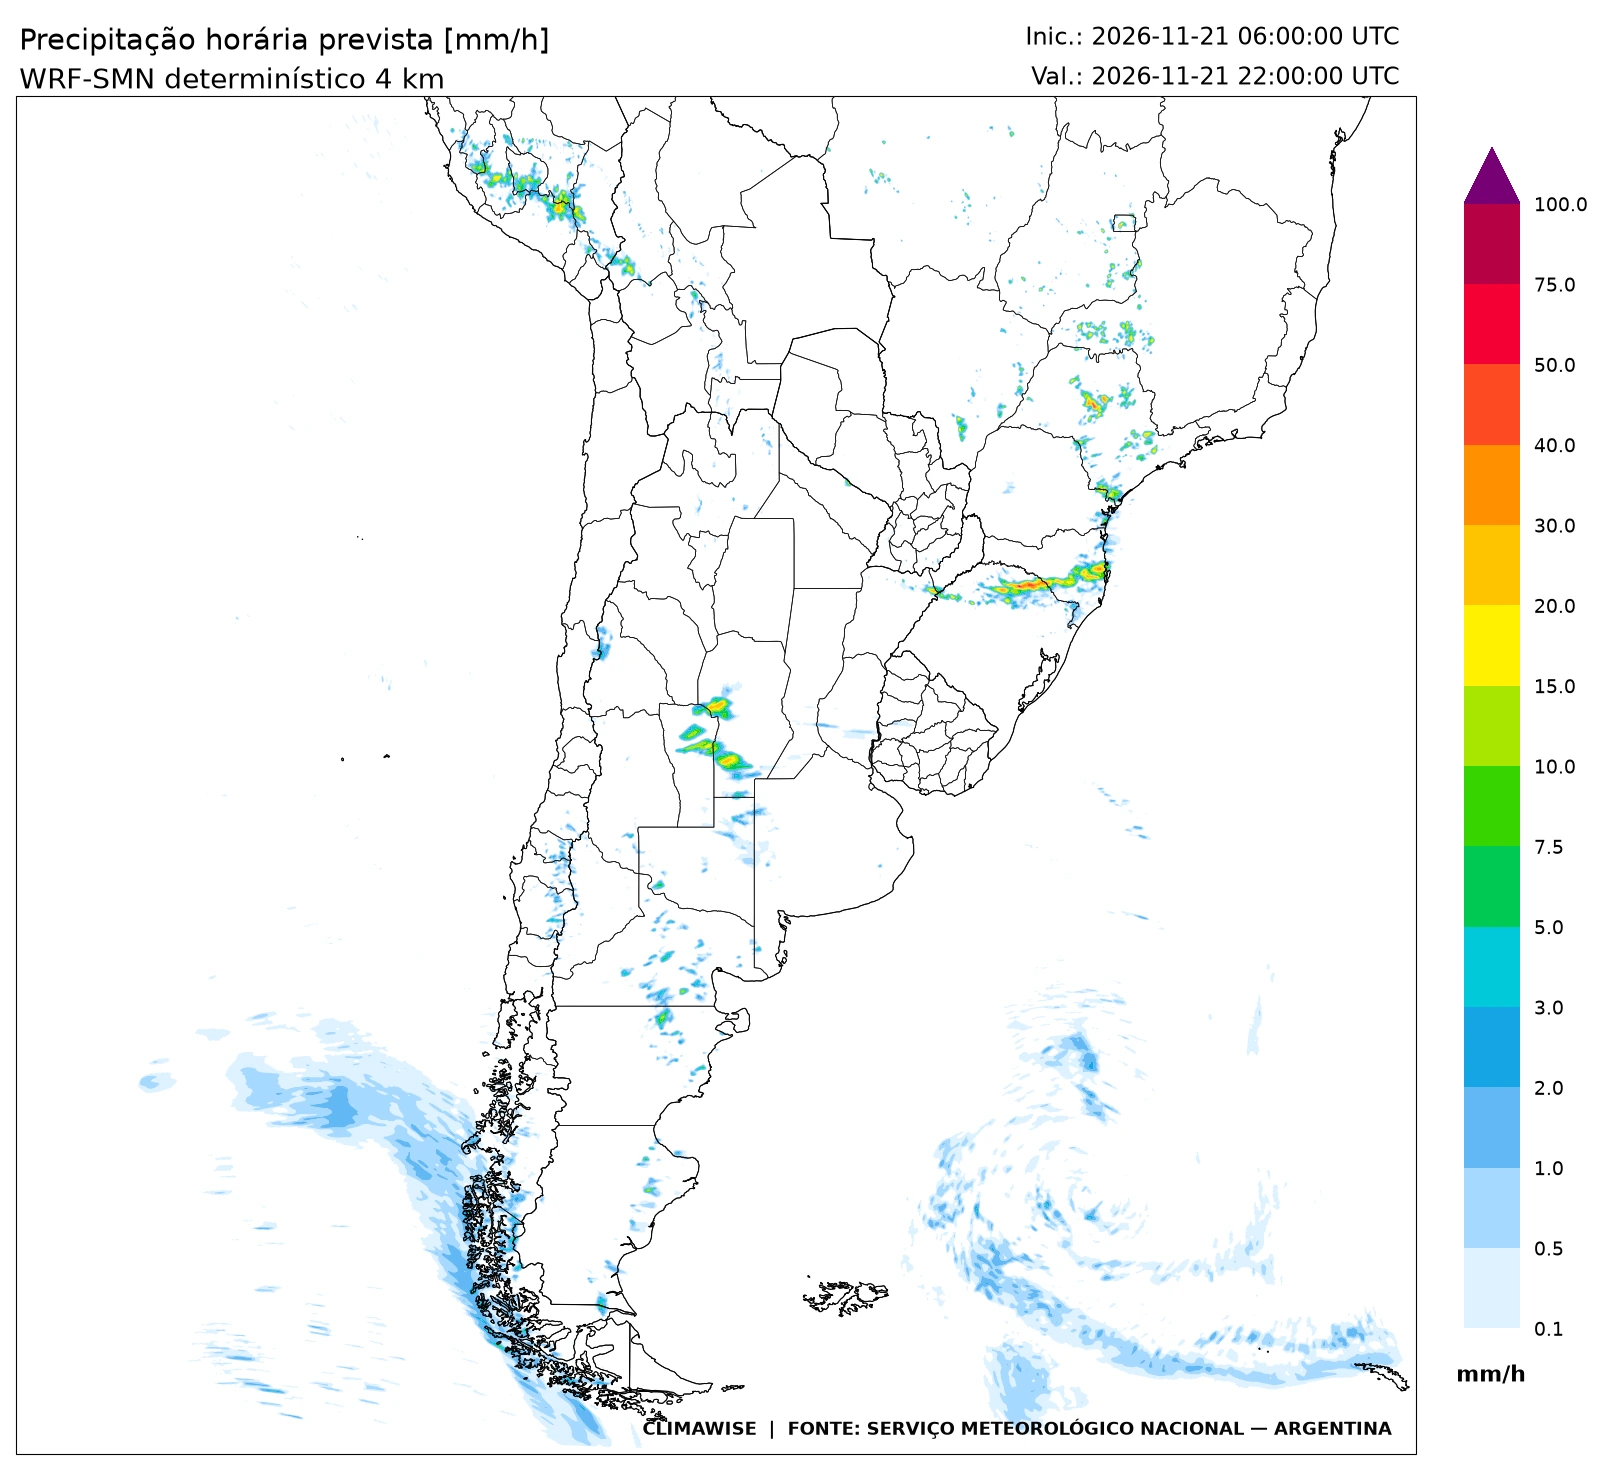 Precipitação horária prevista [mm/h]
WRF-SMN determinístico 4 km
Inic.: 2026-11-21 06:00:00 UTC
Val.: 2026-11-21 22:00:00 UTC
100.0
75.0
50.0
40.0
30.0
20.0
15.0
10.0
7.5
5.0
3.0
2.0
1.0
0.5
0.1
mm/h
CLIMAWISE | FONTE: SERVIÇO METEOROLÓGICO NACIONAL — ARGENTINA